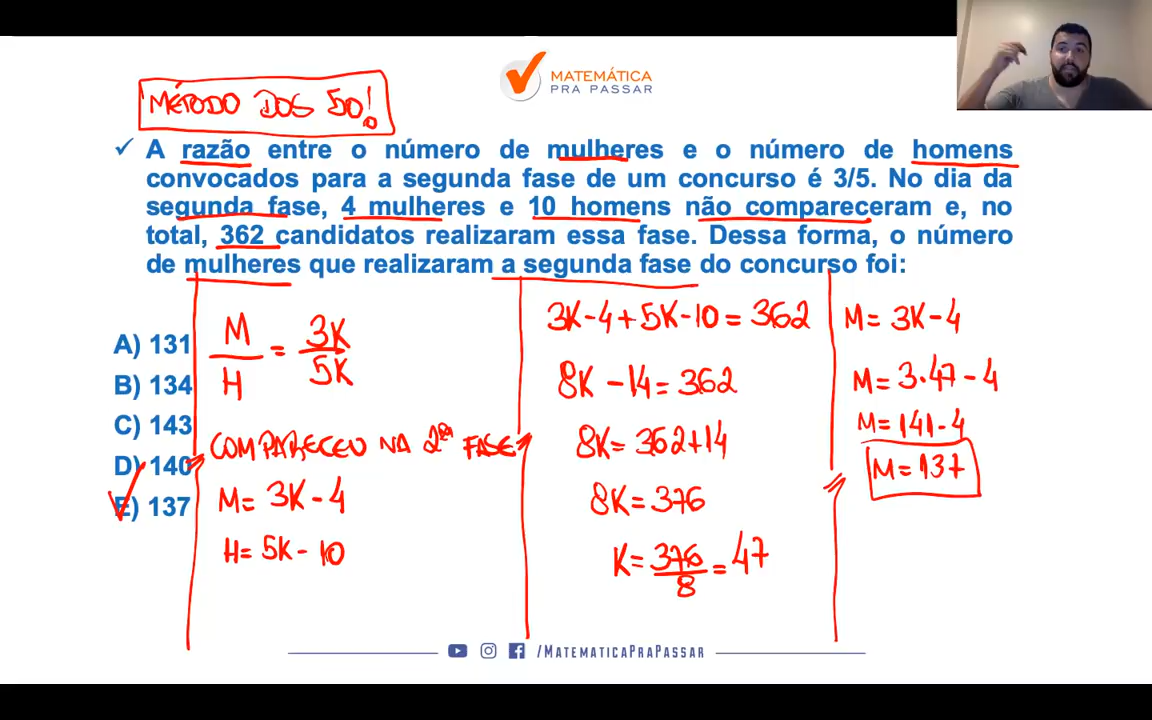 MATEMÁTICA
PRA PASSAR
MÉTODO DOS 50!
✓ A razão entre o número de mulheres e o número de homens
convocados para a segunda fase de um concurso é 3/5. No dia da
segunda fase, 4 mulheres e 10 homens não compareceram e, no
total, 362 candidatos realizaram essa fase. Dessa forma, o número
de mulheres que realizaram a segunda fase do concurso foi:
A) 131
B) 134
C) 143
D) 140
E) 137
M/H = 3K/5K
COMPARECEU NA 2ª FASE
M= 3K-4
H= 5K-10
3K-4+5K-10=362
8K-14=362
8K=362+14
8K=376
K=376/8=47
M= 3K-4
M= 3•47-4
M= 141-4
M=137
/MATEMATICAPRAPASSAR